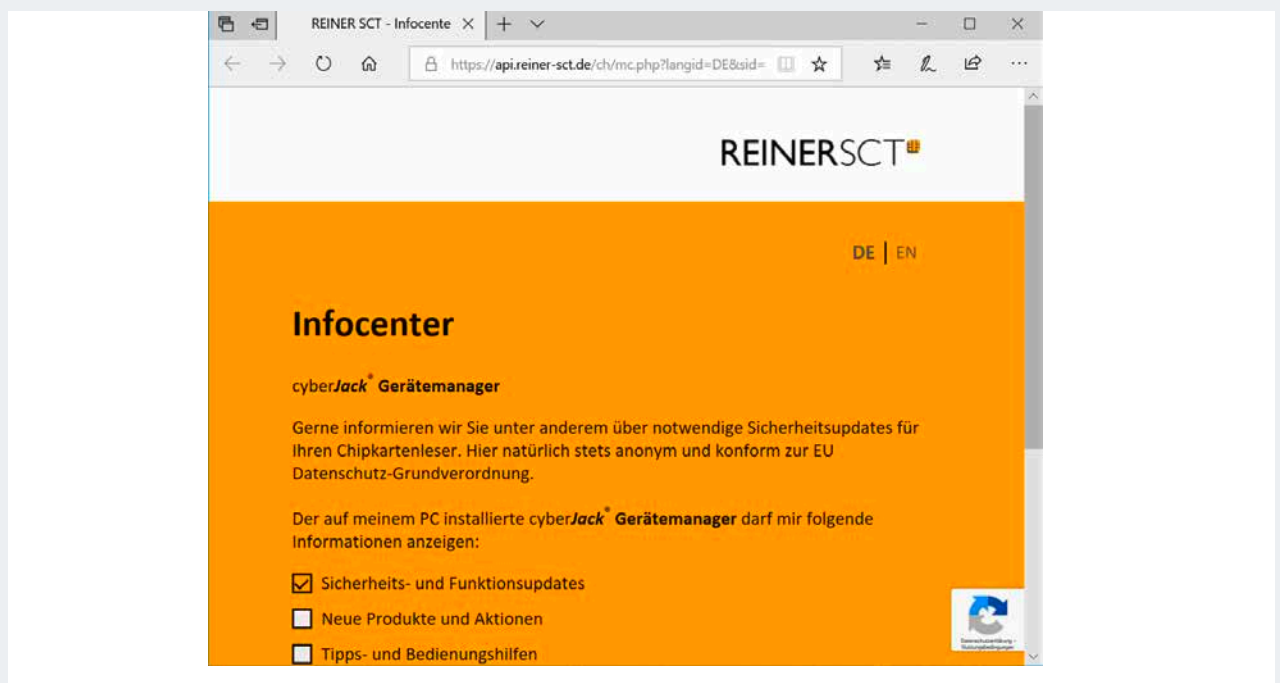 REINER SCT - Infocente
https://api.reiner-sct.de/ch/mc.php?langid=DE&sid=
REINERSCT
DE | EN
Infocenter
cyberJack® Gerätemanager
Gerne informieren wir Sie unter anderem über notwendige Sicherheitsupdates für
Ihren Chipkartenleser. Hier natürlich stets anonym und konform zur EU
Datenschutz-Grundverordnung.
Der auf meinem PC installierte cyberJack® Gerätemanager darf mir folgende
Informationen anzeigen:
Sicherheits- und Funktionsupdates
Neue Produkte und Aktionen
Tipps- und Bedienungshilfen
Datenschutzerklärung -
Nutzungsbedingungen